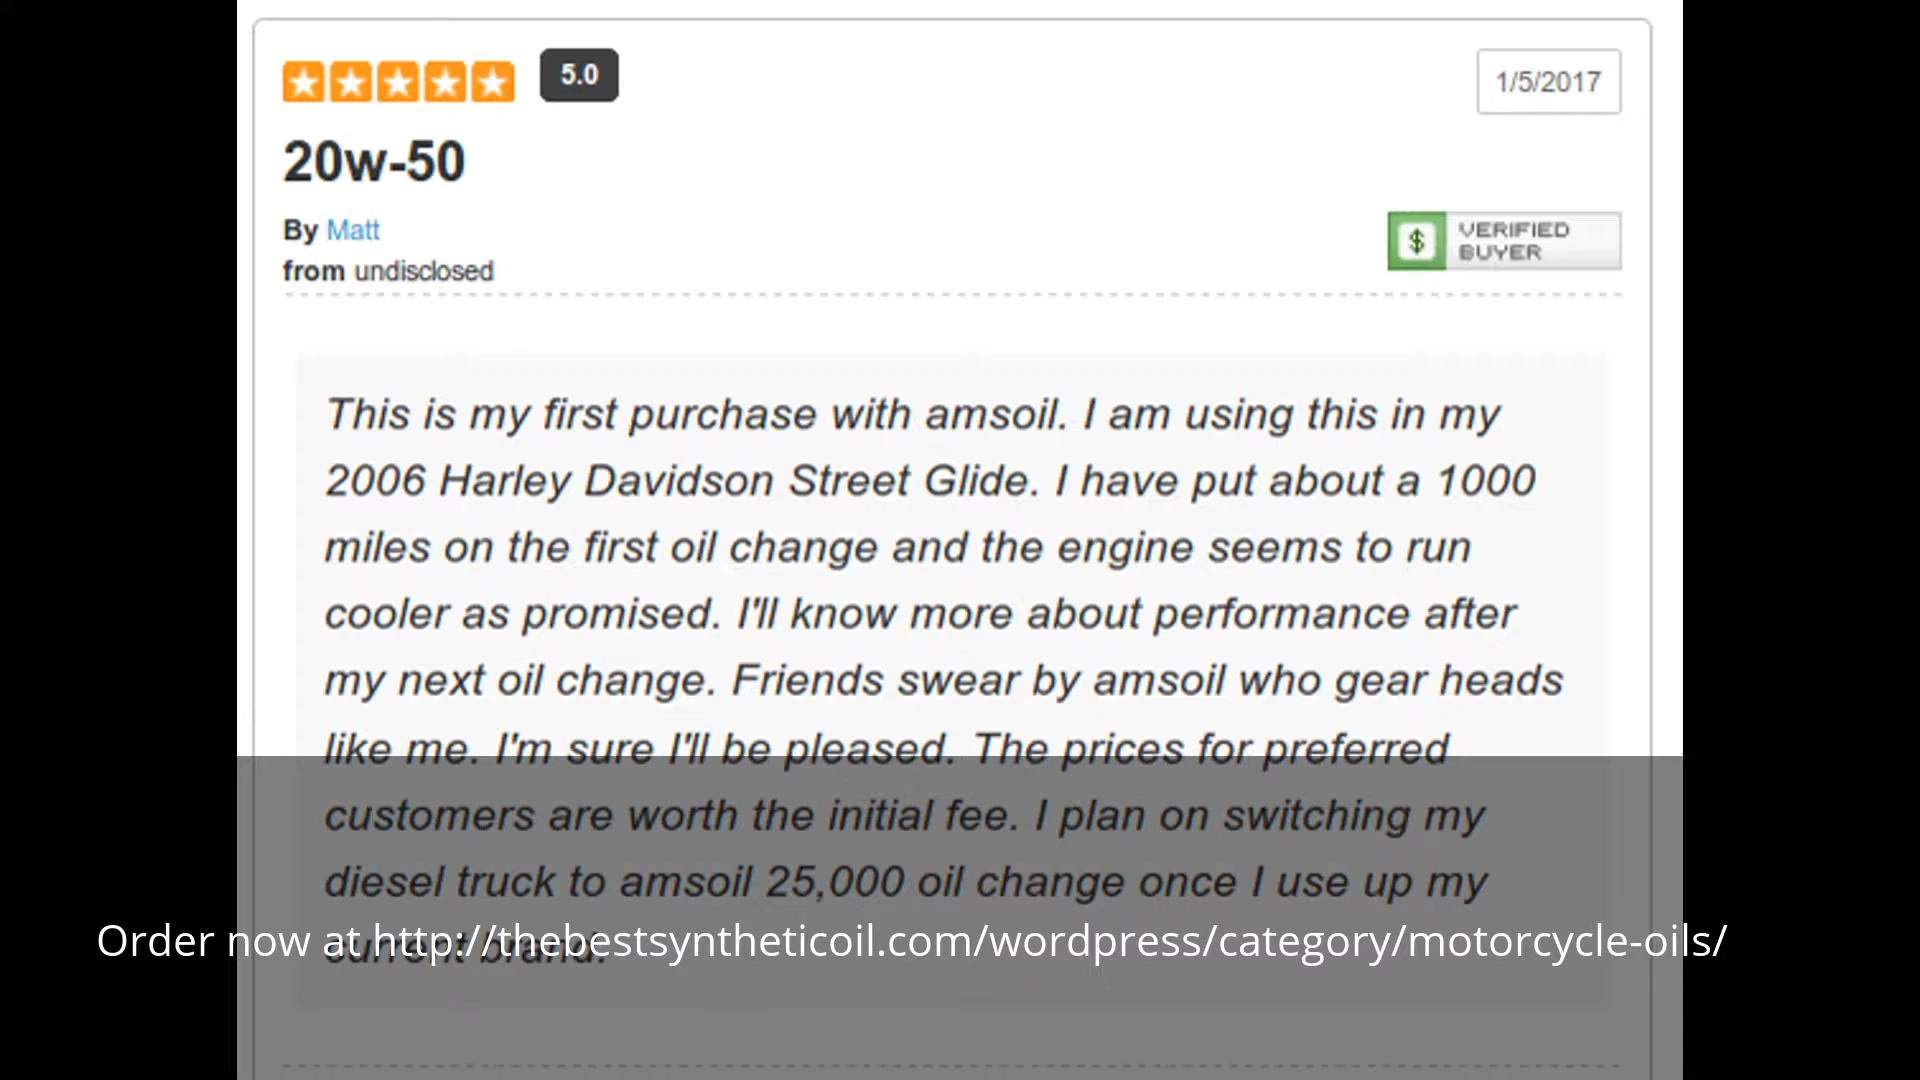 5.0
1/5/2017
20w-50
By Matt
VERIFIED
BUYER
from undisclosed
This is my first purchase with amsoil. I am using this in my
2006 Harley Davidson Street Glide. I have put about a 1000
miles on the first oil change and the engine seems to run
cooler as promised. I'll know more about performance after
my next oil change. Friends swear by amsoil who gear heads
like me. I'm sure I'll be pleased. The prices for preferred
customers are worth the initial fee. I plan on switching my
diesel truck to amsoil 25,000 oil change once I use up my
current brand.
Order now at http://thebestsyntheticoil.com/wordpress/category/motorcycle-oils/